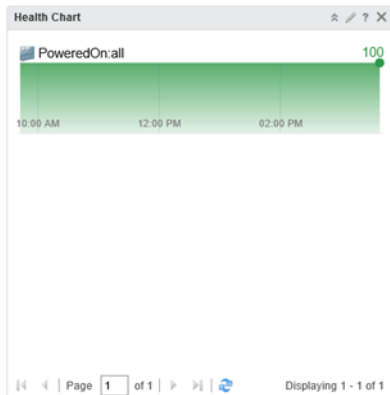 Health Chart
PoweredOn:all 100
10:00 AM 12:00 PM 02:00 PM
Page 1 of 1 Displaying 1 - 1 of 1